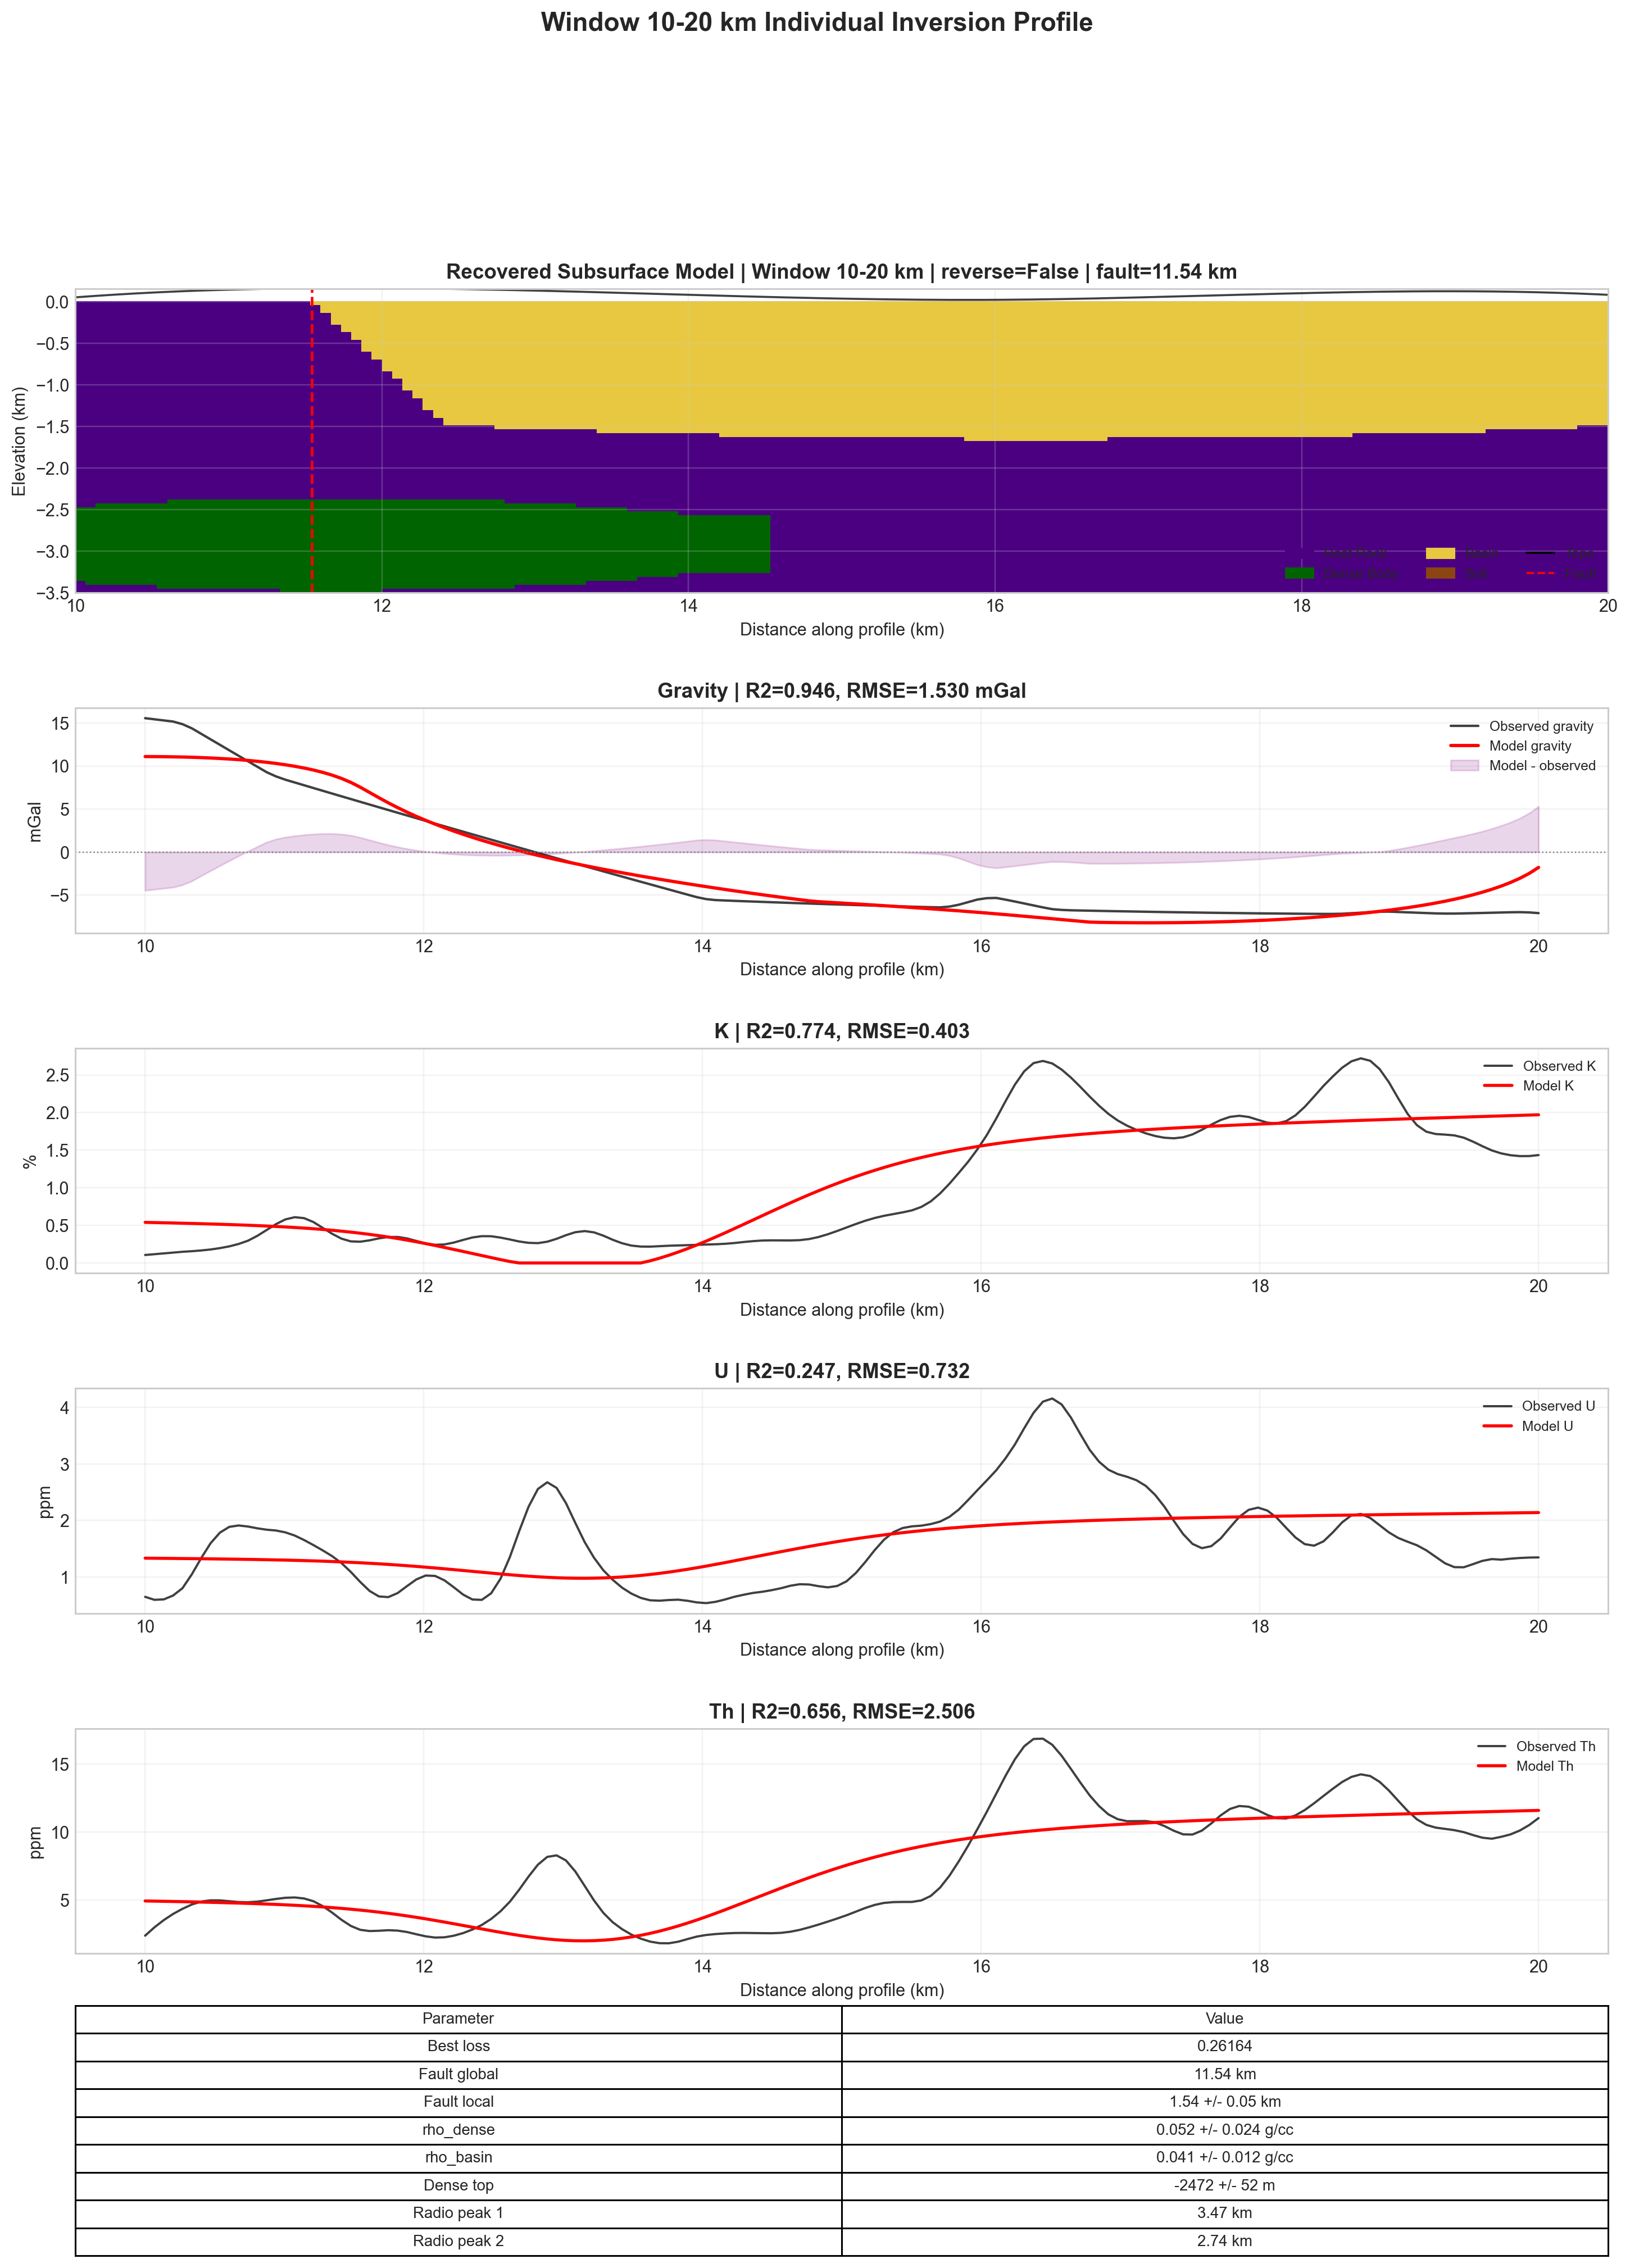 Window 10-20 km Individual Inversion Profile
Recovered Subsurface Model | Window 10-20 km | reverse=False | fault=11.54 km
Elevation (km)
0.0
−0.5
−1.0
−1.5
−2.0
−2.5
−3.0
−3.5
10 12 14 16 18 20
Distance along profile (km)
Gravity | R2=0.946, RMSE=1.530 mGal
mGal
15
10
5
0
−5
Observed gravity
Model gravity
Model - observed
10 12 14 16 18 20
Distance along profile (km)
K | R2=0.774, RMSE=0.403
%
2.5
2.0
1.5
1.0
0.5
0.0
Observed K
Model K
10 12 14 16 18 20
Distance along profile (km)
U | R2=0.247, RMSE=0.732
ppm
4
3
2
1
Observed U
Model U
10 12 14 16 18 20
Distance along profile (km)
Th | R2=0.656, RMSE=2.506
ppm
15
10
5
Observed Th
Model Th
10 12 14 16 18 20
Distance along profile (km)
Parameter Value
Best loss 0.26164
Fault global 11.54 km
Fault local 1.54 +/- 0.05 km
rho_dense 0.052 +/- 0.024 g/cc
rho_basin 0.041 +/- 0.012 g/cc
Dense top -2472 +/- 52 m
Radio peak 1 3.47 km
Radio peak 2 2.74 km